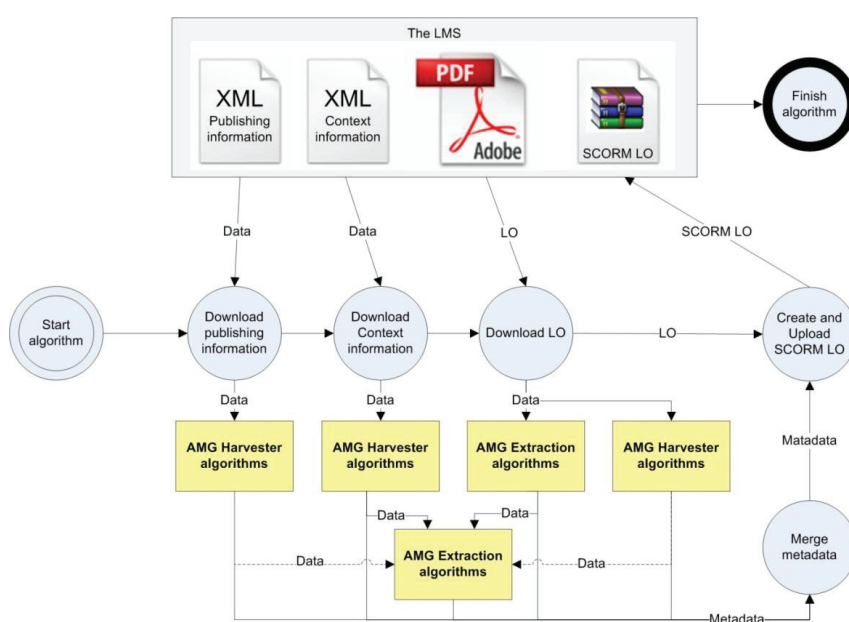 The LMS
XML
Publishing
information
XML
Context
information
PDF
Adobe
SCORM LO
Finish
algorithm
Data
Data
LO
SCORM LO
Start
algorithm
Download
publishing
information
Download
Context
information
Download LO
LO
Create and
Upload
SCORM LO
Data
Data
Data
AMG Harvester
algorithms
AMG Harvester
algorithms
AMG Extraction
algorithms
AMG Harvester
algorithms
Matadata
Data
Data
Data
AMG Extraction
algorithms
Data
Merge
metadata
Metadata